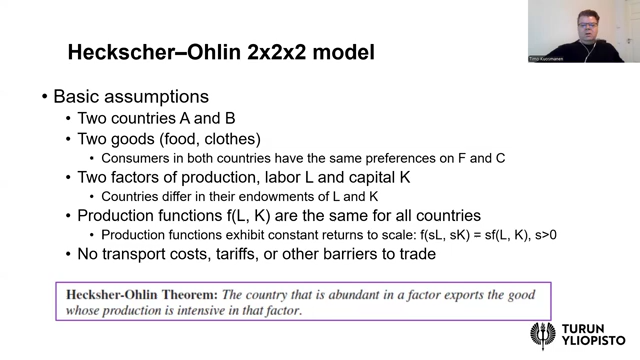 Heckscher–Ohlin 2x2x2 model
• Basic assumptions
• Two countries A and B
• Two goods (food, clothes)
• Consumers in both countries have the same preferences on F and C
• Two factors of production, labor L and capital K
• Countries differ in their endowments of L and K
• Production functions f(L, K) are the same for all countries
• Production functions exhibit constant returns to scale: f(sL, sK) = sf(L, K), s>0
• No transport costs, tariffs, or other barriers to trade
Hecksher-Ohlin Theorem: The country that is abundant in a factor exports the good
whose production is intensive in that factor.
Timo Kuosmanen
TURUN
YLIOPISTO